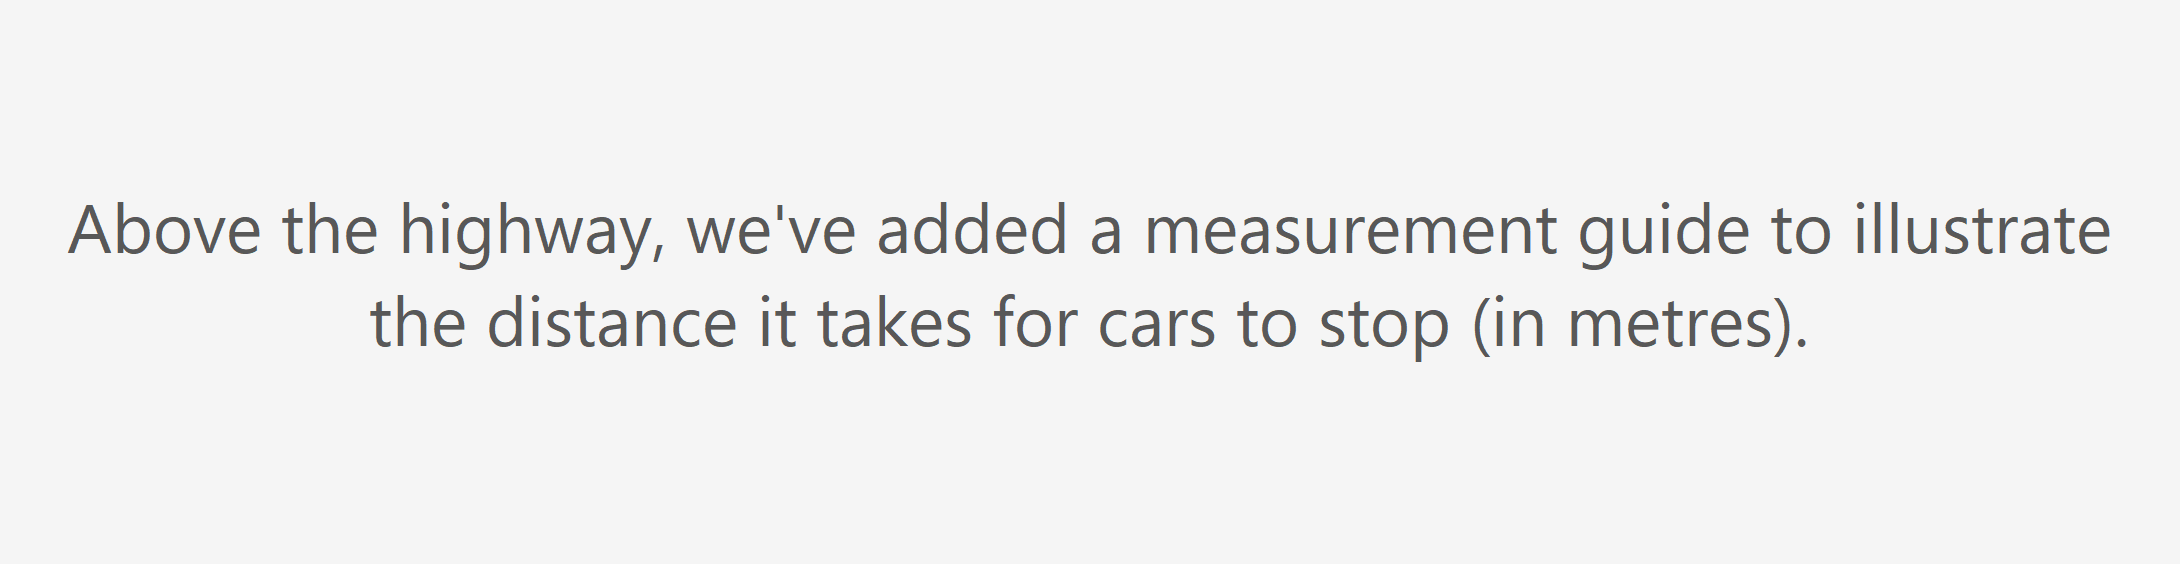 Above the highway, we've added a measurement guide to illustrate
the distance it takes for cars to stop (in metres).